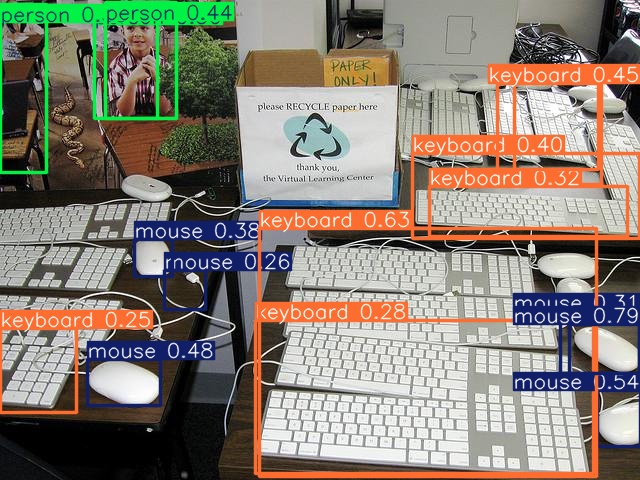 person 0.
person 0.44
keyboard 0.45
PAPER
ONLY!
please RECYCLE paper here
thank you,
the Virtual Learning Center
keyboard 0.40
keyboard 0.32
keyboard 0.63
mouse 0.38
mouse 0.26
mouse 0.31
mouse 0.79
keyboard 0.28
keyboard 0.25
mouse 0.48
mouse 0.54